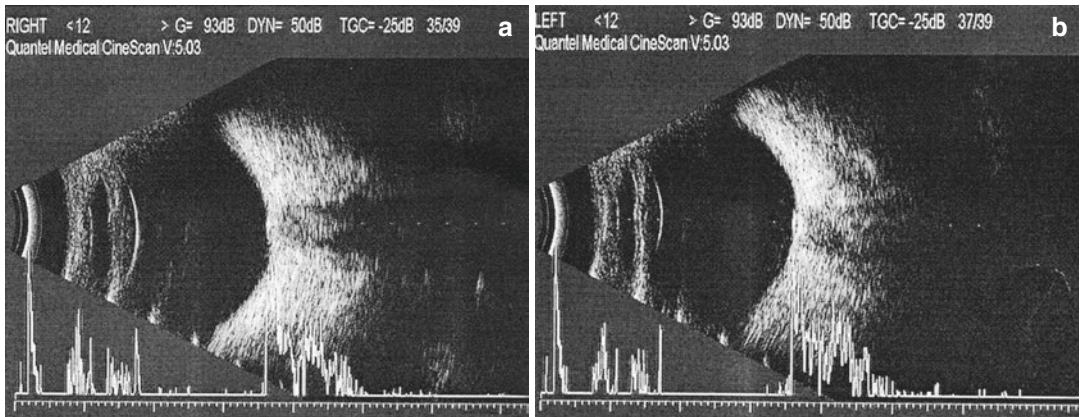 RIGHT <12 > G= 93dB DYN= 50dB TGC= -25dB 35/39 a
Quantel Medical CineScan V:5.03
LEFT <12 > G= 93dB DYN= 50dB TGC= -25dB 37/39 b
Quantel Medical CineScan V:5.03